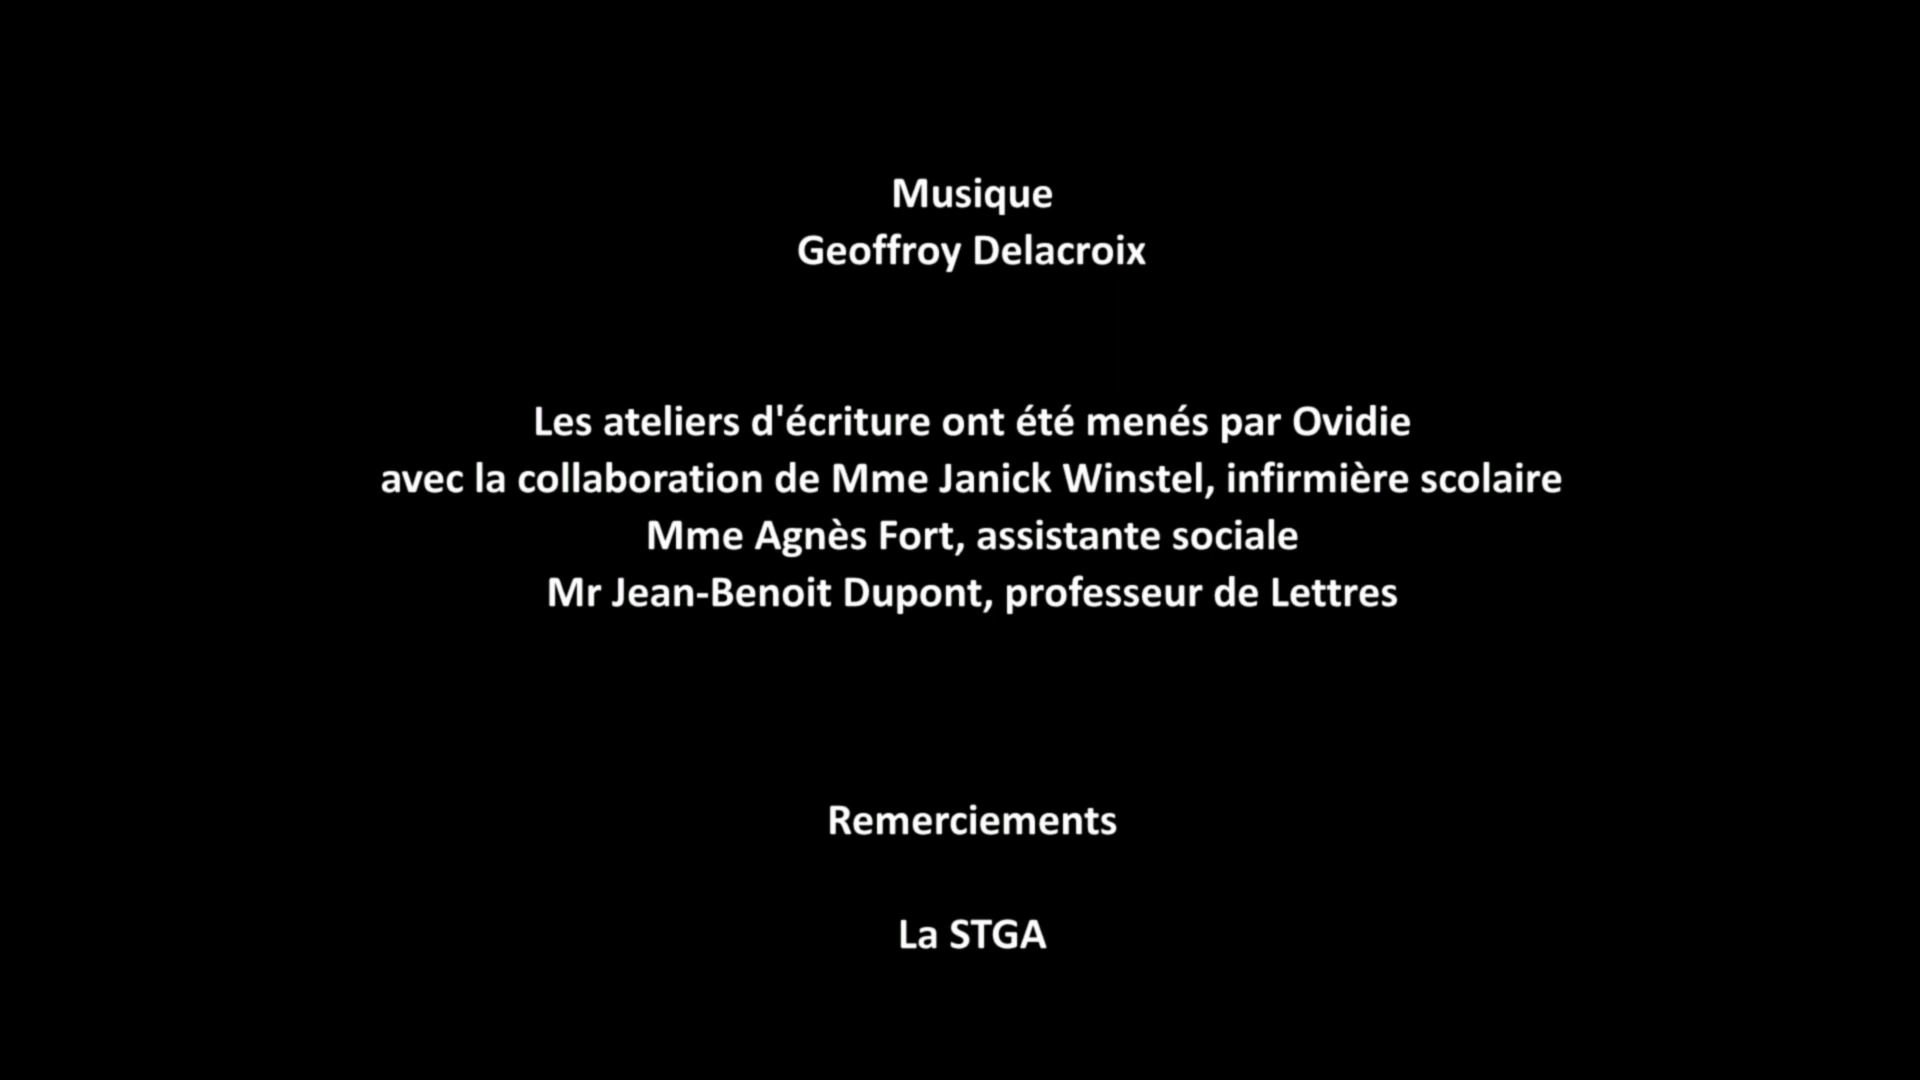 Musique
Geoffroy Delacroix
Les ateliers d'écriture ont été menés par Ovidie
avec la collaboration de Mme Janick Winstel, infirmière scolaire
Mme Agnès Fort, assistante sociale
Mr Jean-Benoit Dupont, professeur de Lettres
Remerciements
La STGA